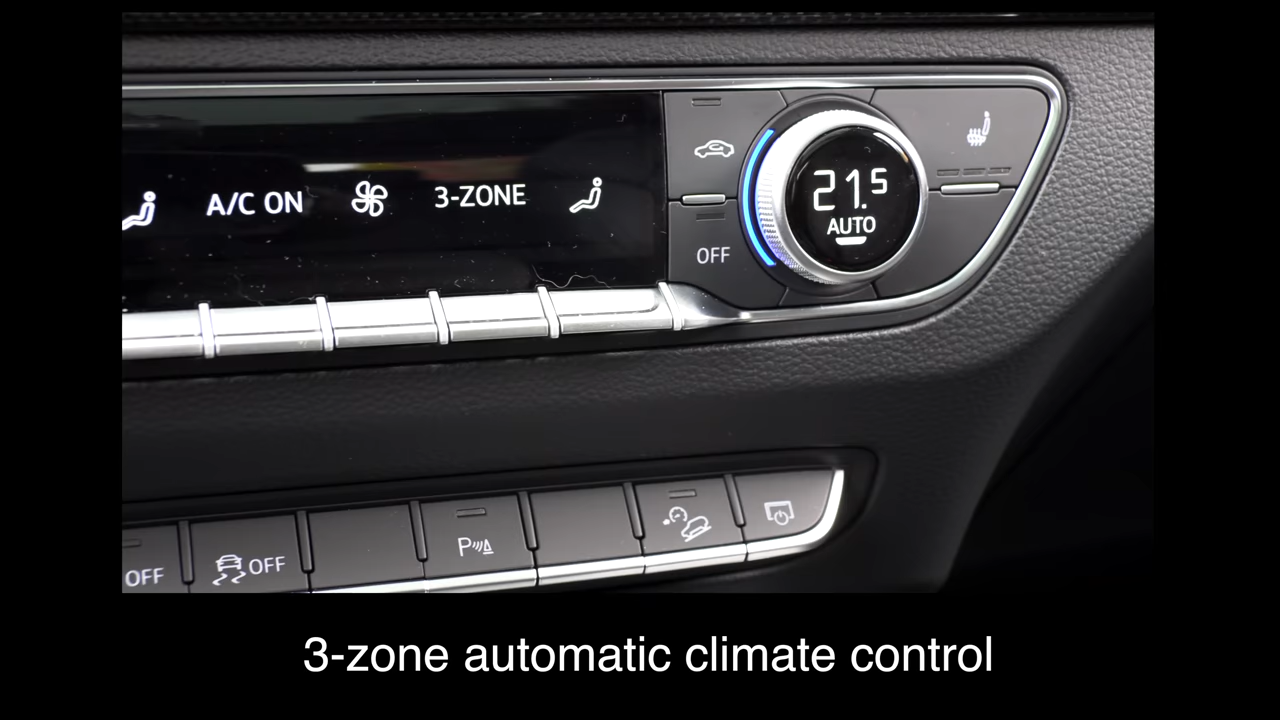 A/C ON
3-ZONE
21.5
AUTO
OFF
OFF
OFF
P
3-zone automatic climate control